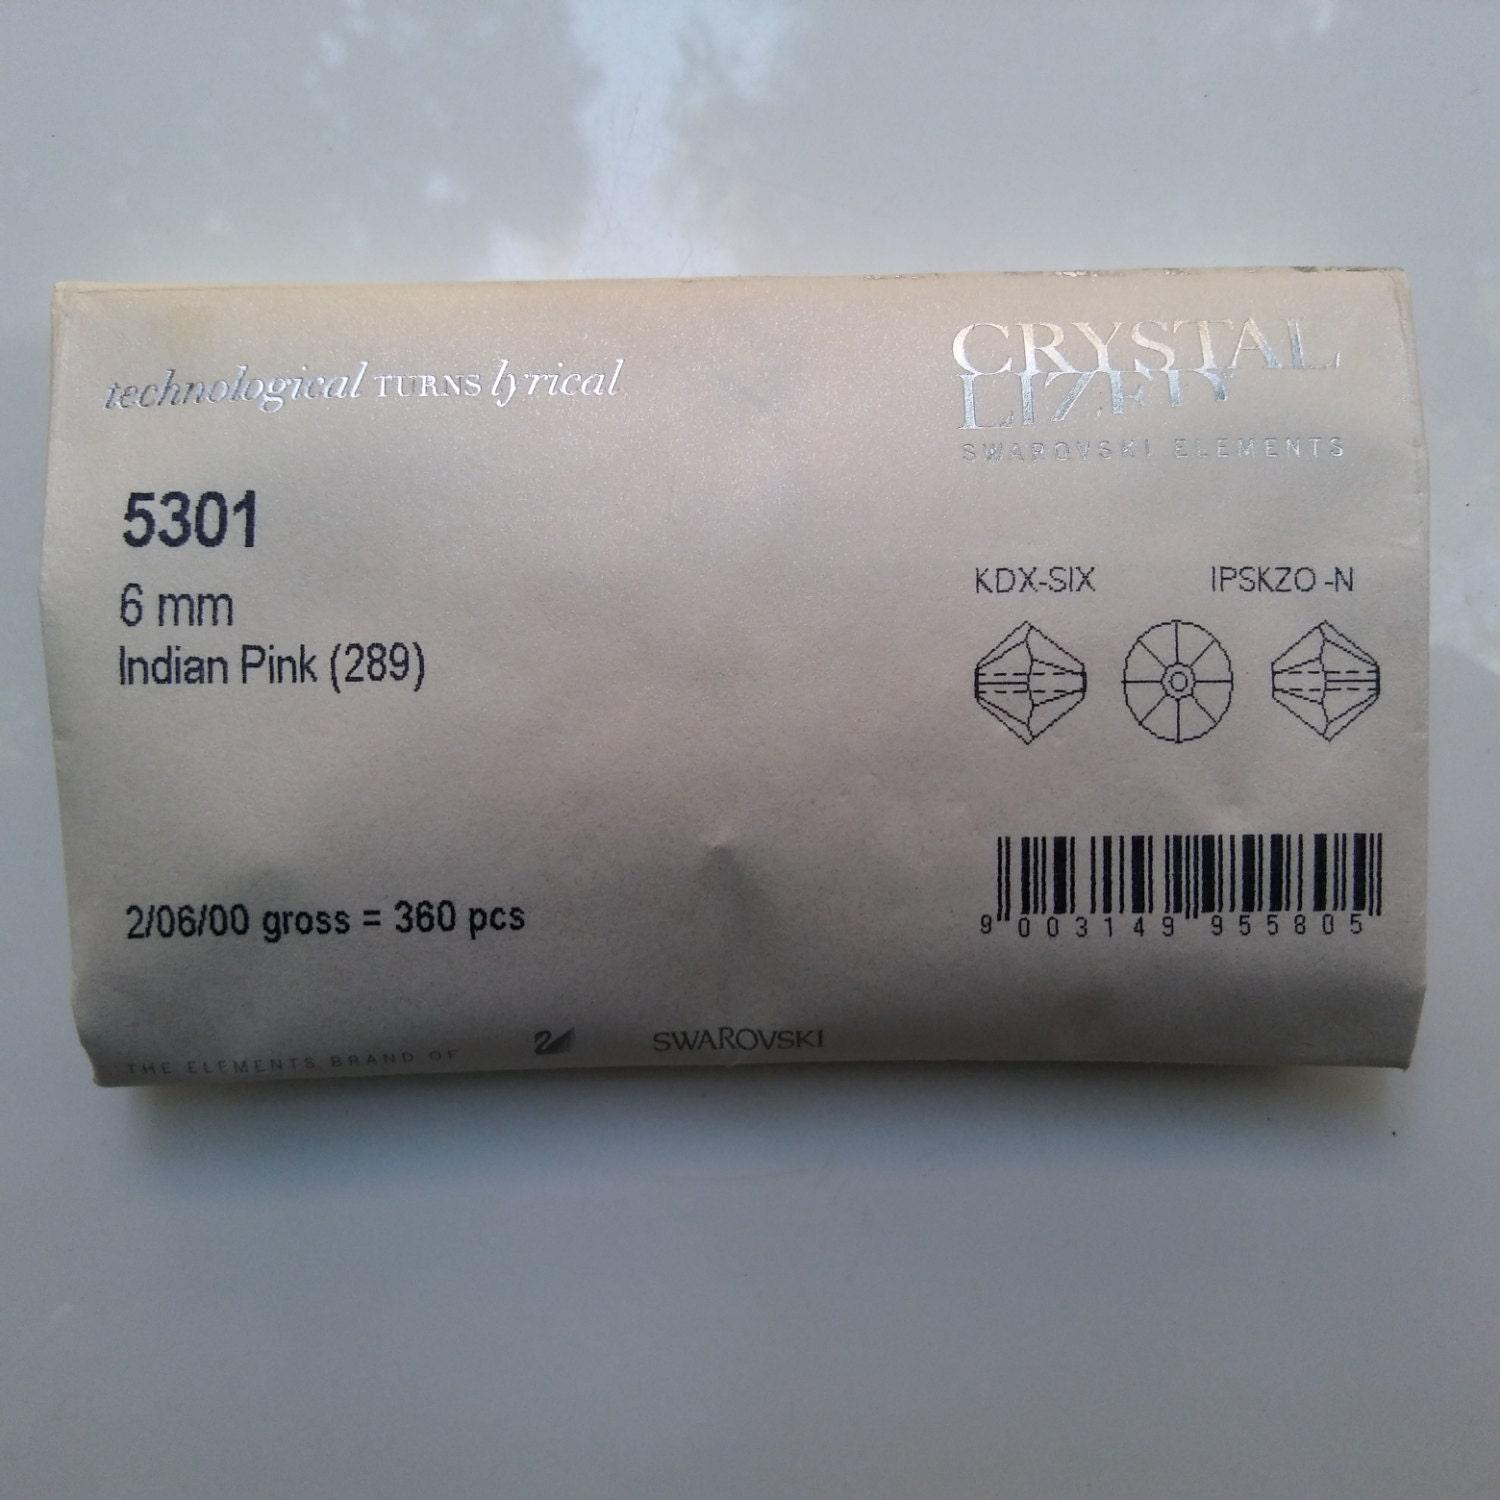 technological TURNS lyrical
CRYSTAL
LIZED
SWAROVSKI ELEMENTS
5301
6 mm
Indian Pink (289)
KDX-SIX IPSKZO -N
2/06/00 gross = 360 pcs
9 003149 955805
THE ELEMENTS BRAND OF SWAROVSKI